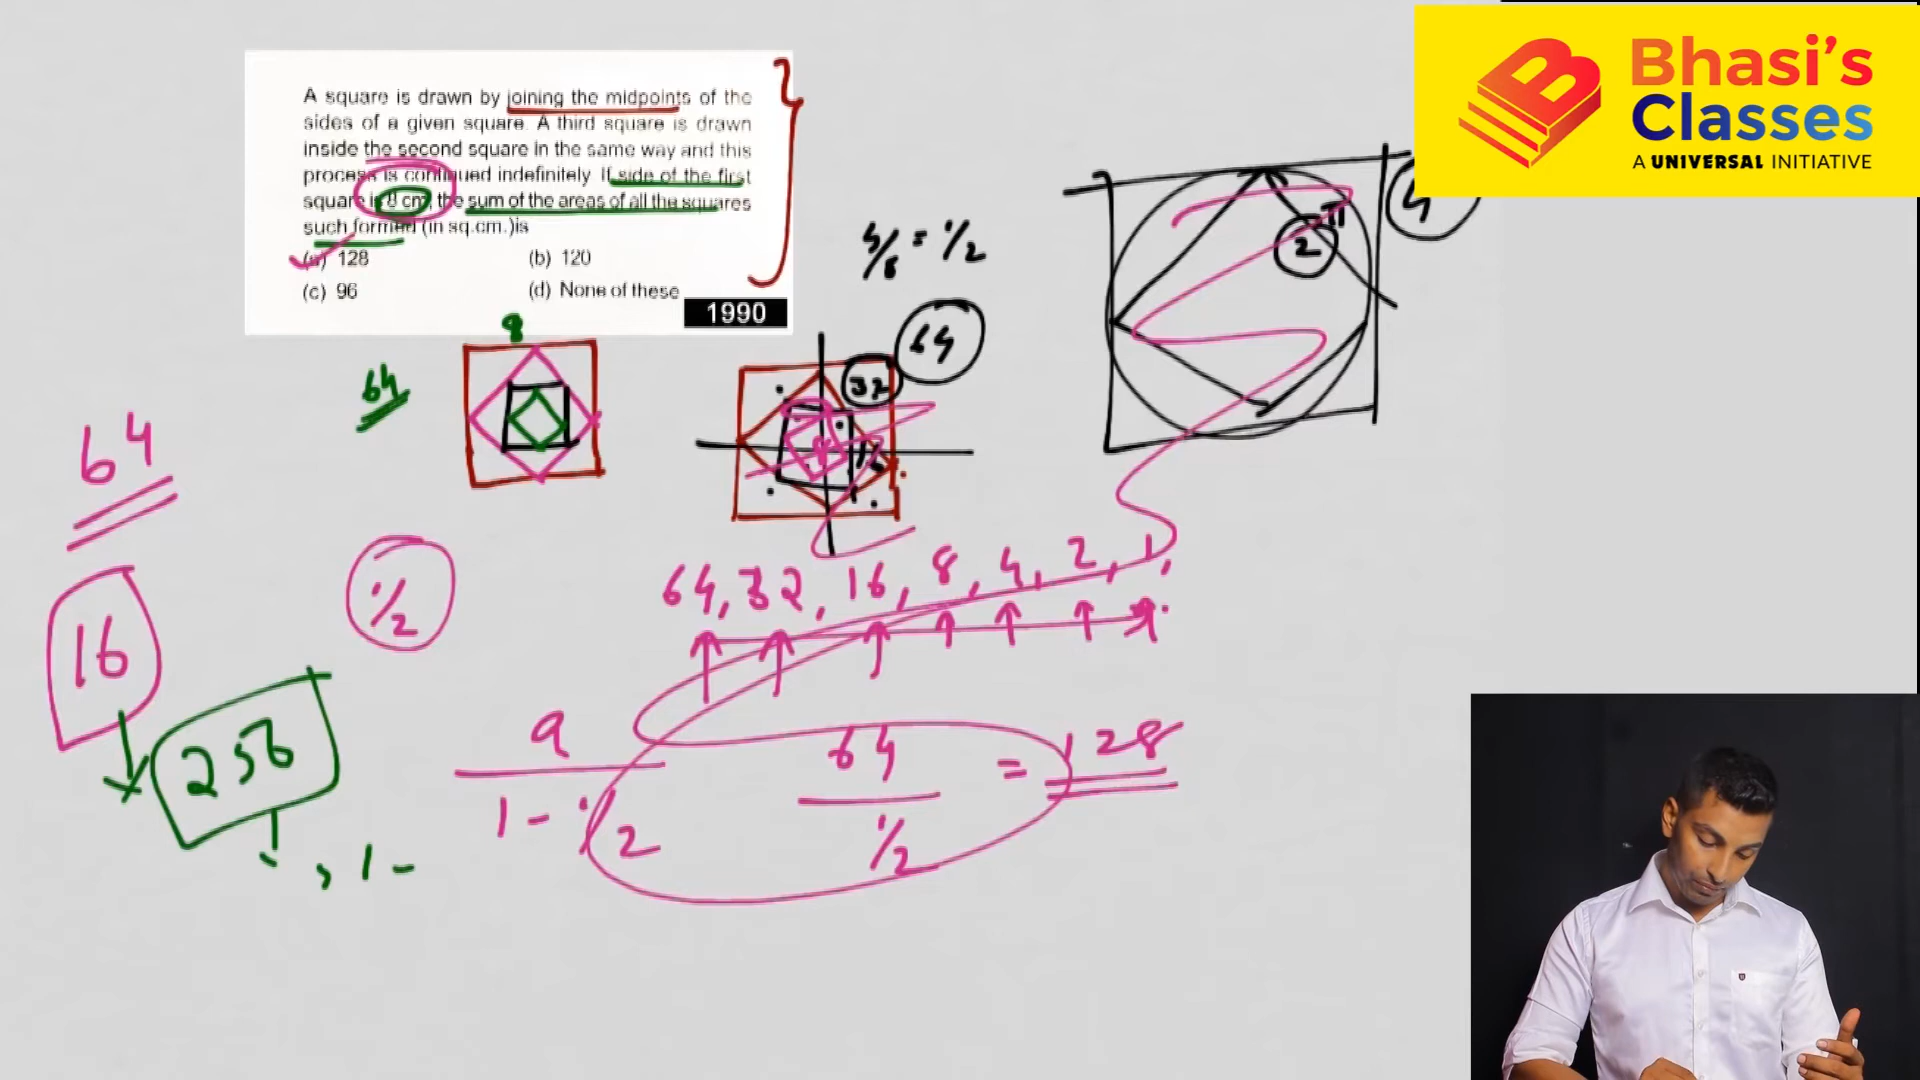 A square is drawn by joining the midpoints of the
sides of a given square. A third square is drawn
inside the second square in the same way and this
process is continued indefinitely. If side of the first
square is 8 cm, the sum of the areas of all the squares
such formed (in sq.cm.)is
(a) 128
(b) 120
(c) 96
(d) None of these
1990
Bhasi's
Classes
A UNIVERSAL INITIATIVE
4/8 = 1/2
4
2
π
8
64
64
32
16
64
16
256
1/2
64, 32, 16, 8, 4, 2, 1,
a
1 - 1/2
64
1/2
= 128